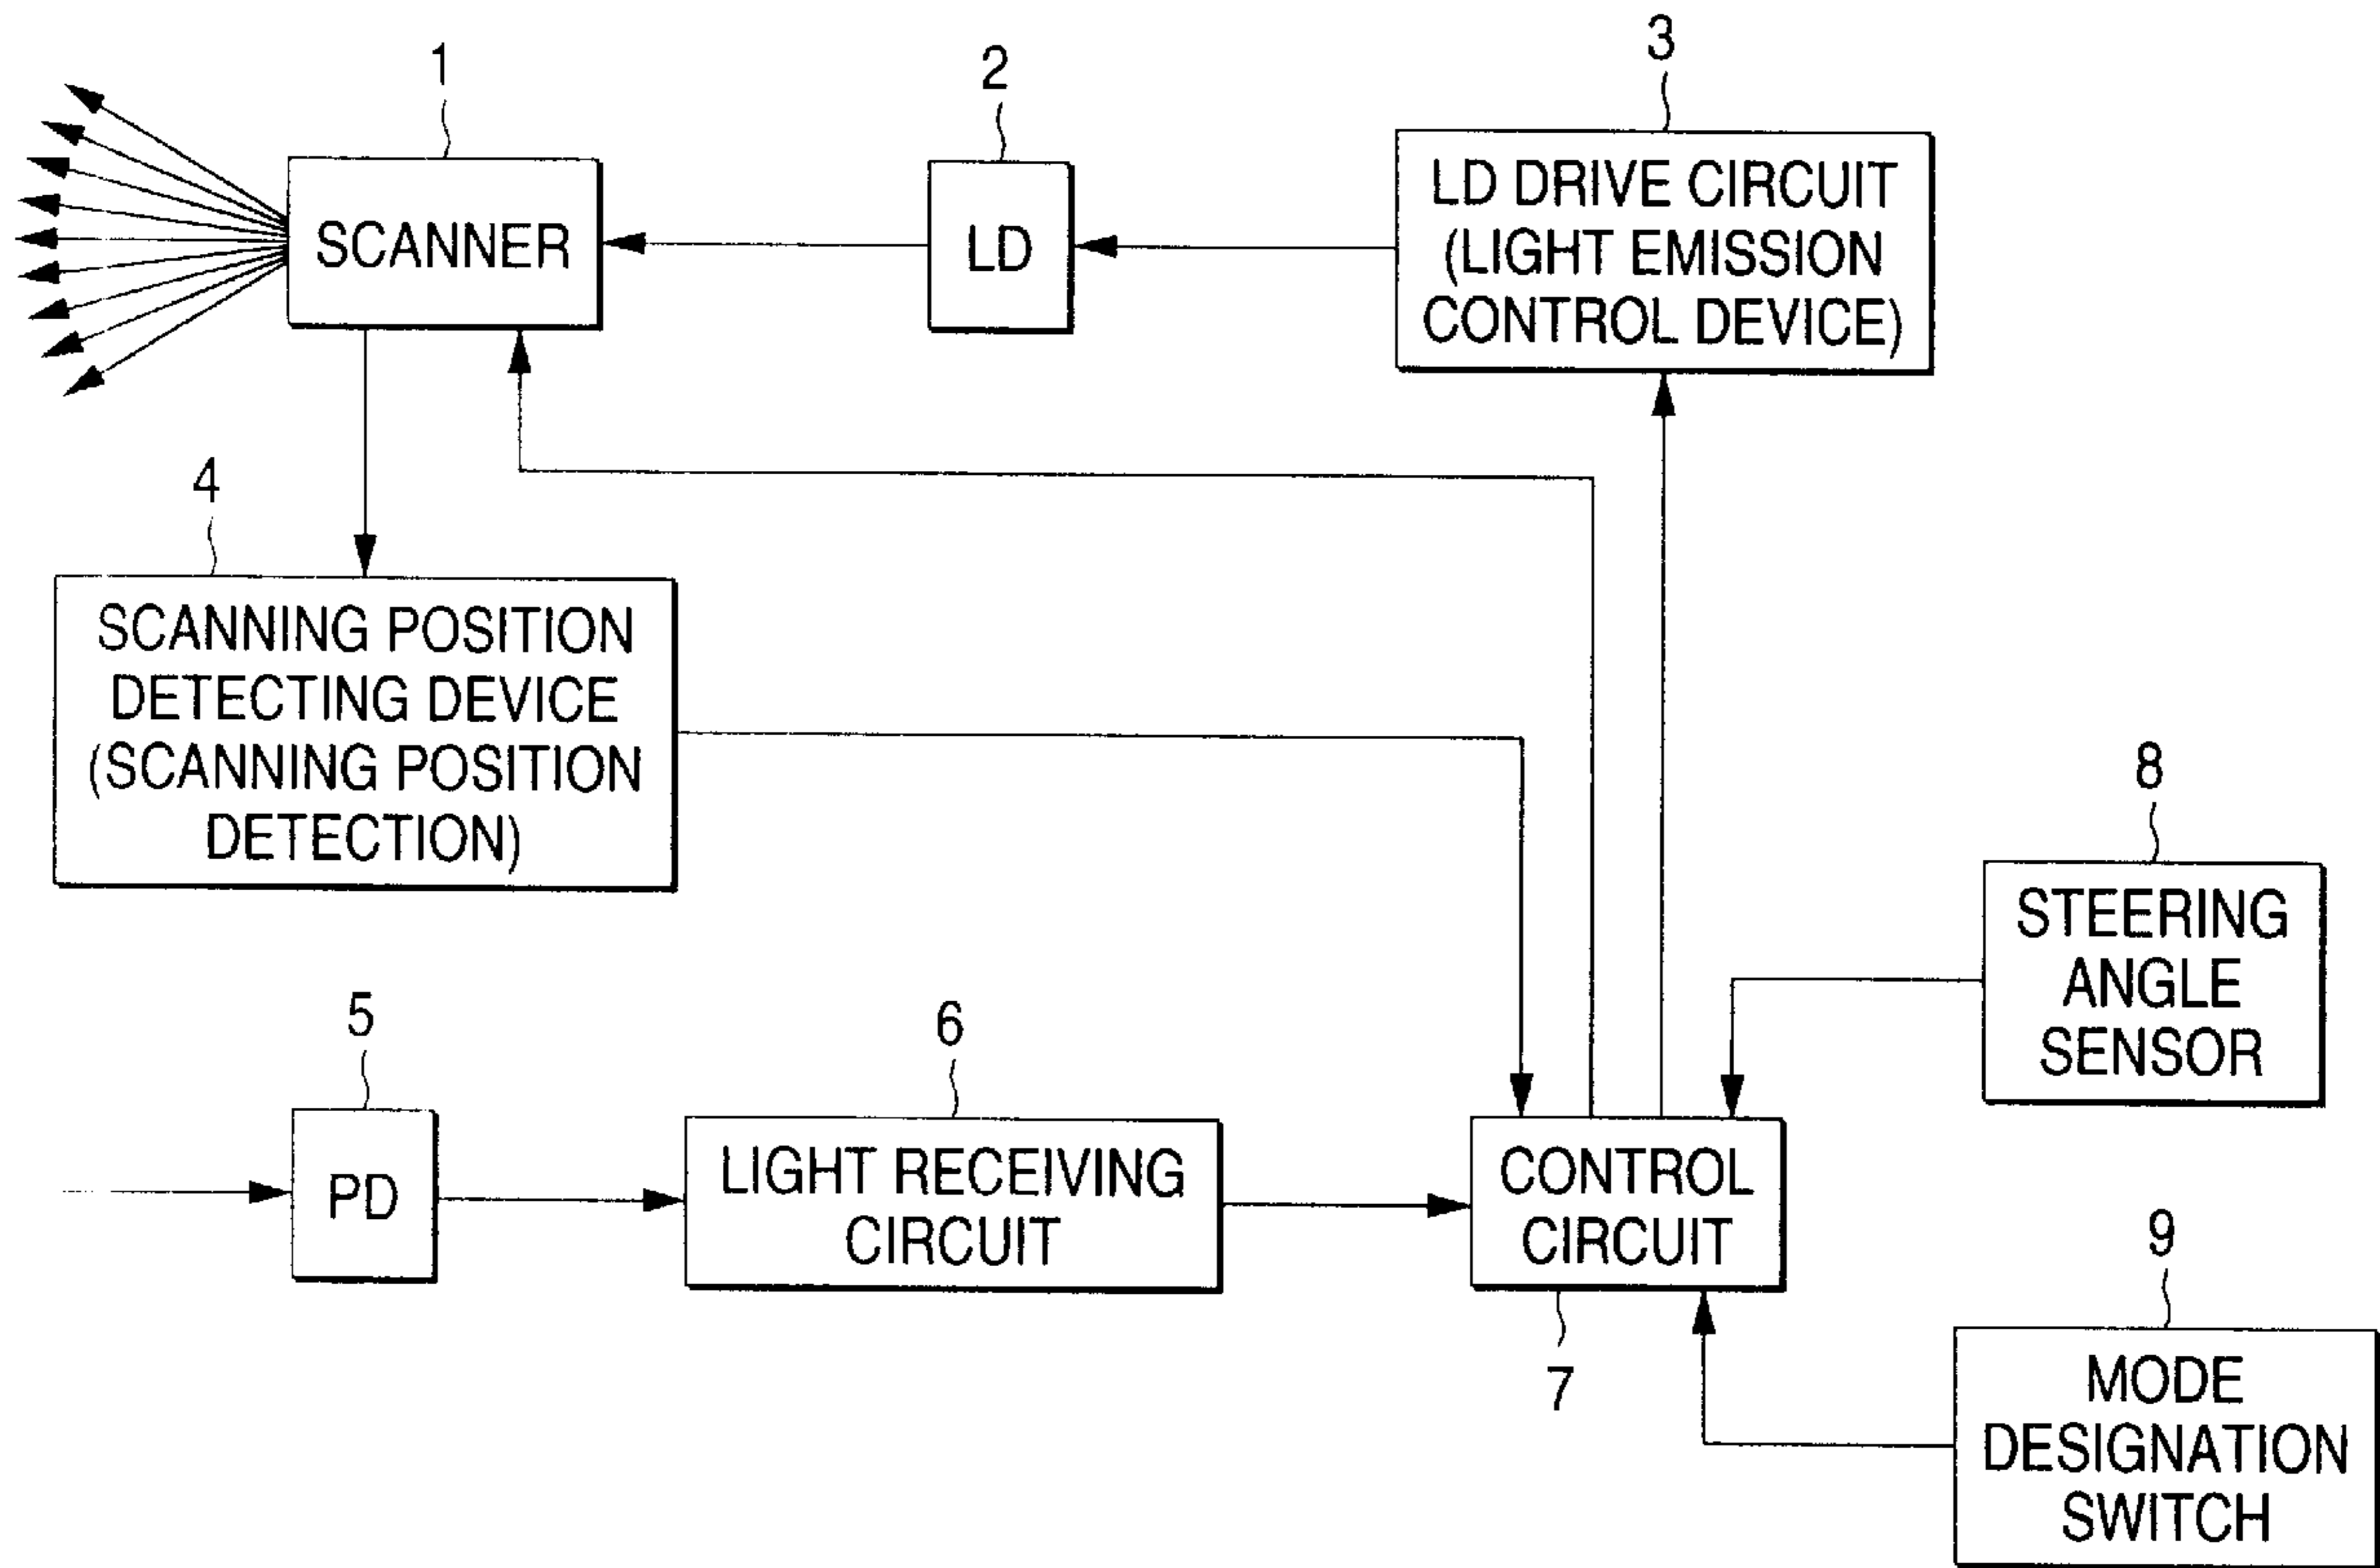 1
2
3
SCANNER
LD
LD DRIVE CIRCUIT
(LIGHT EMISSION
CONTROL DEVICE)
4
SCANNING POSITION
DETECTING DEVICE
(SCANNING POSITION
DETECTION)
8
STEERING
ANGLE
SENSOR
5
6
PD
LIGHT RECEIVING
CIRCUIT
CONTROL
CIRCUIT
7
9
MODE
DESIGNATION
SWITCH